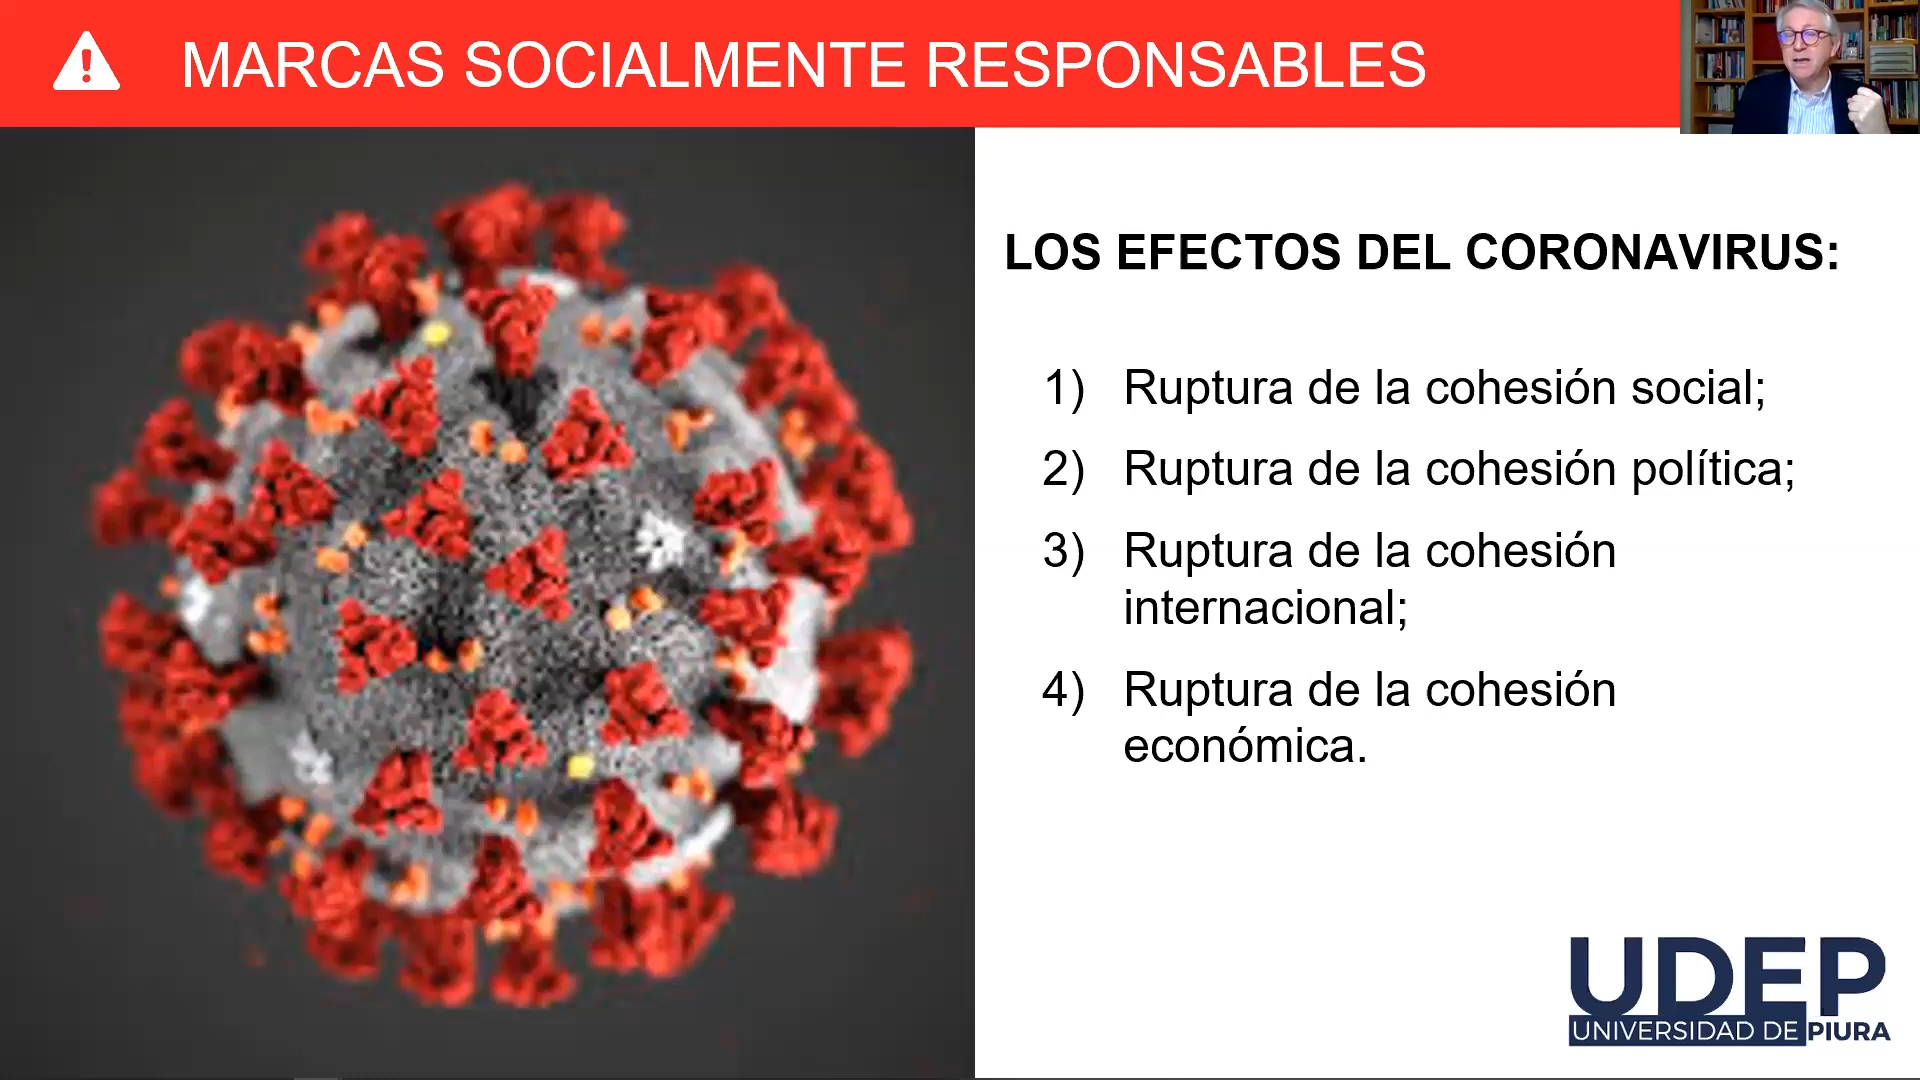 MARCAS SOCIALMENTE RESPONSABLES
LOS EFECTOS DEL CORONAVIRUS:
1) Ruptura de la cohesión social;
2) Ruptura de la cohesión política;
3) Ruptura de la cohesión
internacional;
4) Ruptura de la cohesión
económica.
UDEP
UNIVERSIDAD DE PIURA